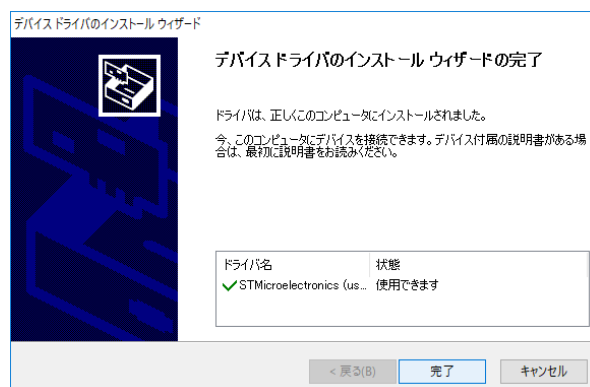 デバイス ドライバのインストール ウィザード
デバイス ドライバのインストール ウィザードの完了
ドライバは、正しくこのコンピュータにインストールされました。
今、このコンピュータにデバイスを接続できます。デバイス付属の説明書がある場
合は、最初に説明書をお読みください。
ドライバ名 状態
STMicroelectronics (us... 使用できます
< 戻る(B) 完了 キャンセル